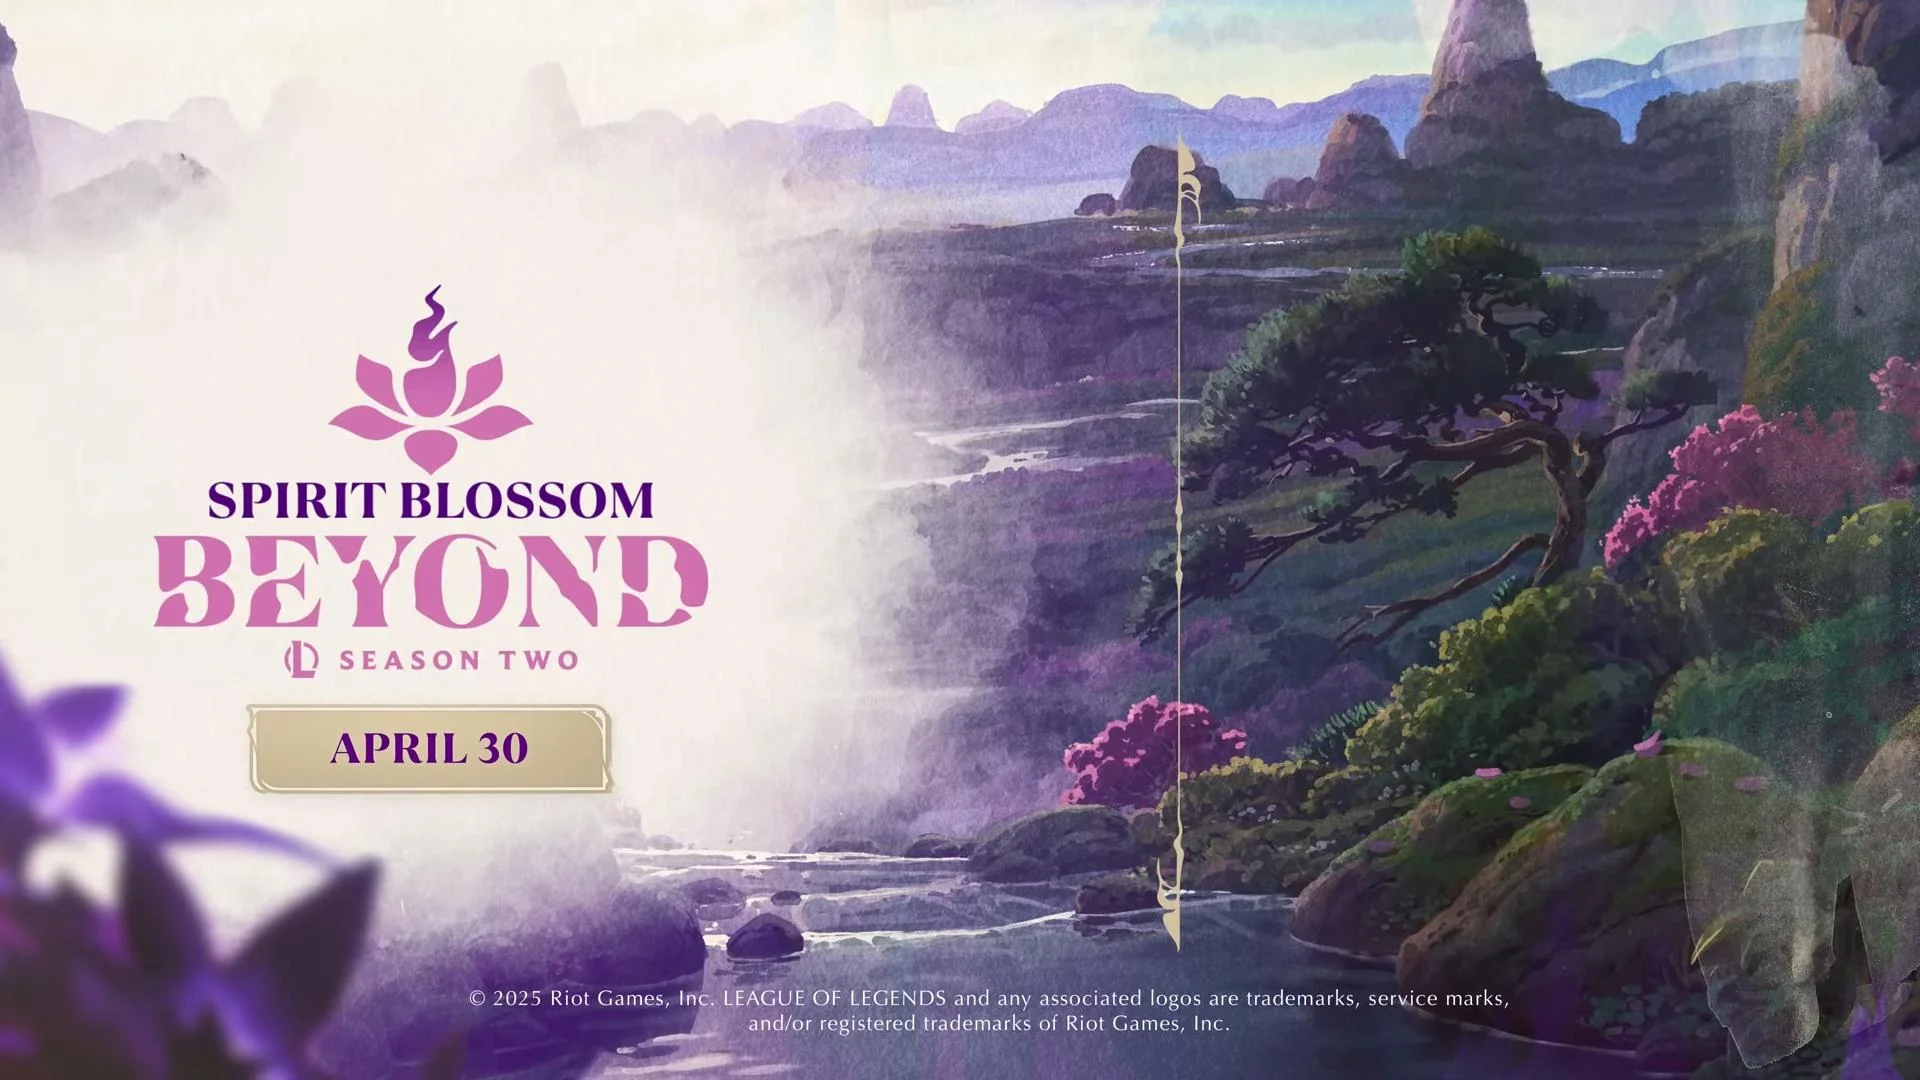 SPIRIT BLOSSOM
BEYOND
SEASON TWO
APRIL 30
© 2025 Riot Games, Inc. LEAGUE OF LEGENDS and any associated logos are trademarks, service marks,
and/or registered trademarks of Riot Games, Inc.